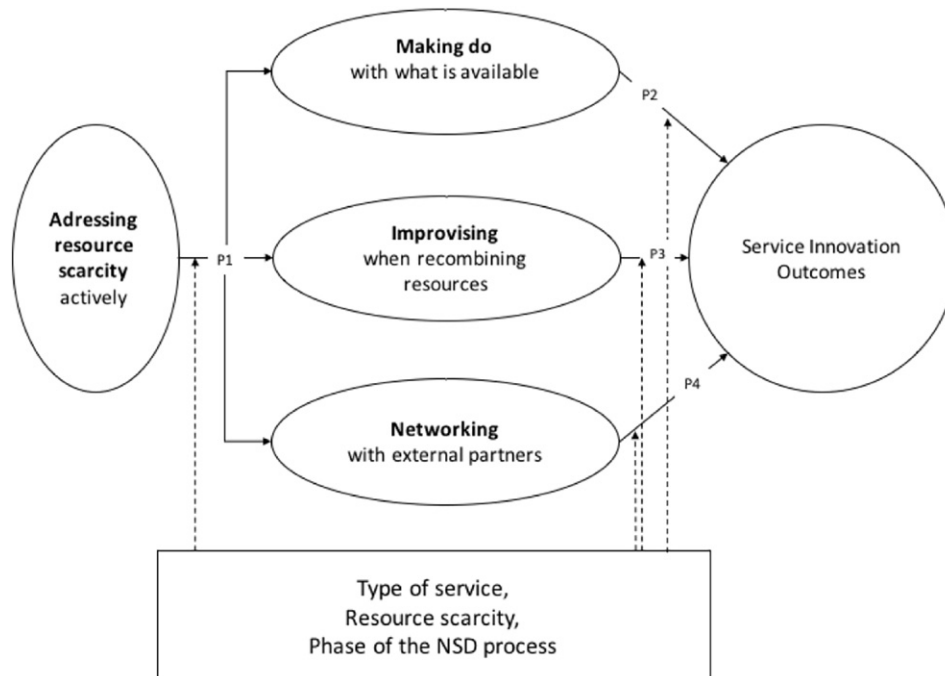 Making do
with what is available
P2
Adressing
resource
scarcity
actively
P1
Improvising
when recombining
resources
P3
Service Innovation
Outcomes
Networking
with external partners
P4
Type of service,
Resource scarcity,
Phase of the NSD process